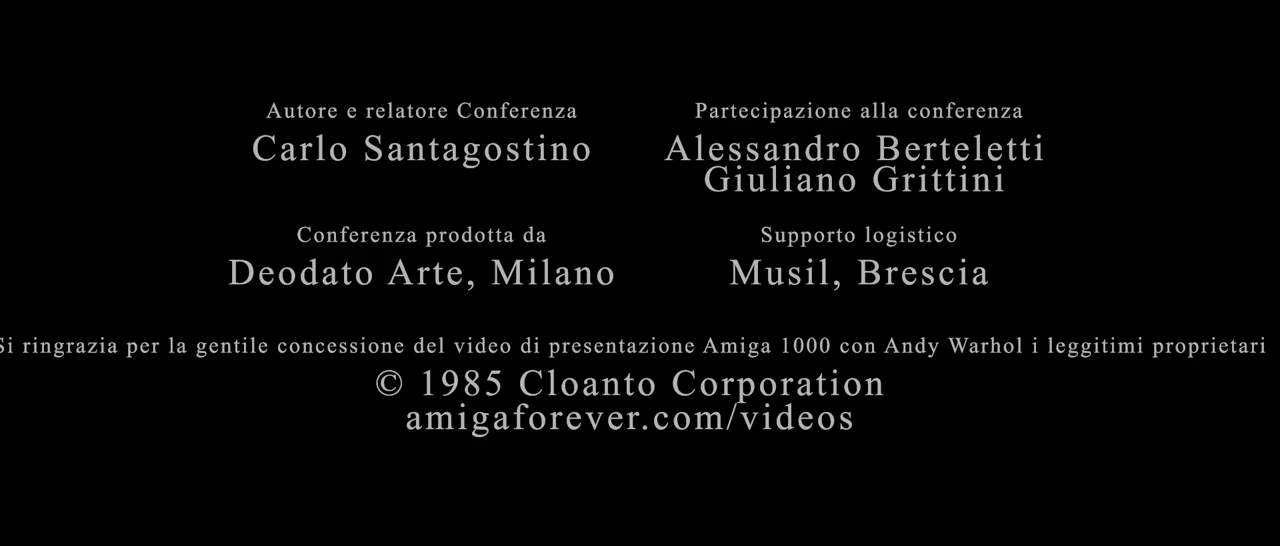 Autore e relatore Conferenza
Carlo Santagostino
Partecipazione alla conferenza
Alessandro Berteletti
Giuliano Grittini
Conferenza prodotta da
Deodato Arte, Milano
Supporto logistico
Musil, Brescia
Si ringrazia per la gentile concessione del video di presentazione Amiga 1000 con Andy Warhol i leggitimi proprietari
© 1985 Cloanto Corporation
amigaforever.com/videos